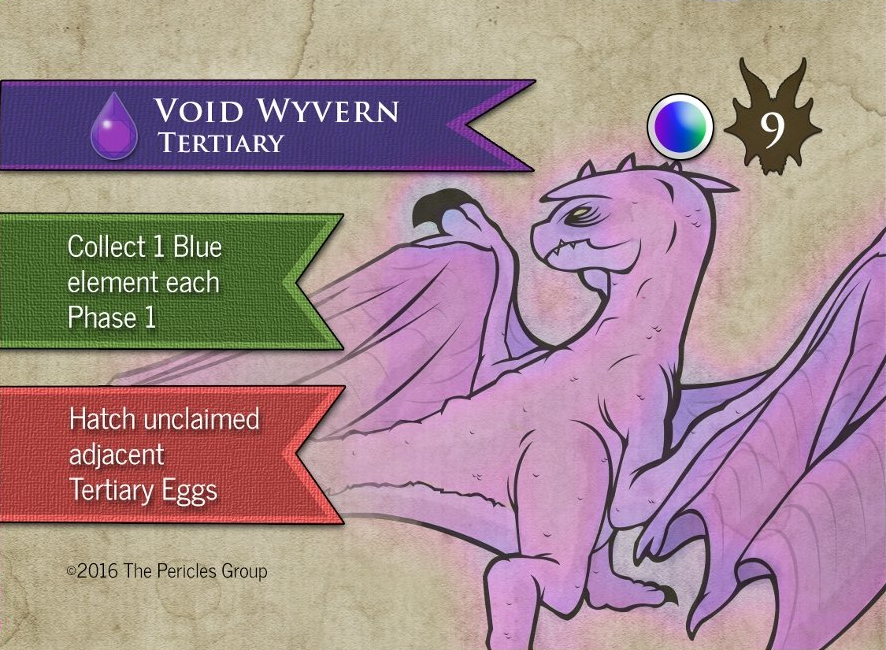 Void Wyvern
Tertiary
9
Collect 1 Blue
element each
Phase 1
Hatch unclaimed
adjacent
Tertiary Eggs
©2016 The Pericles Group